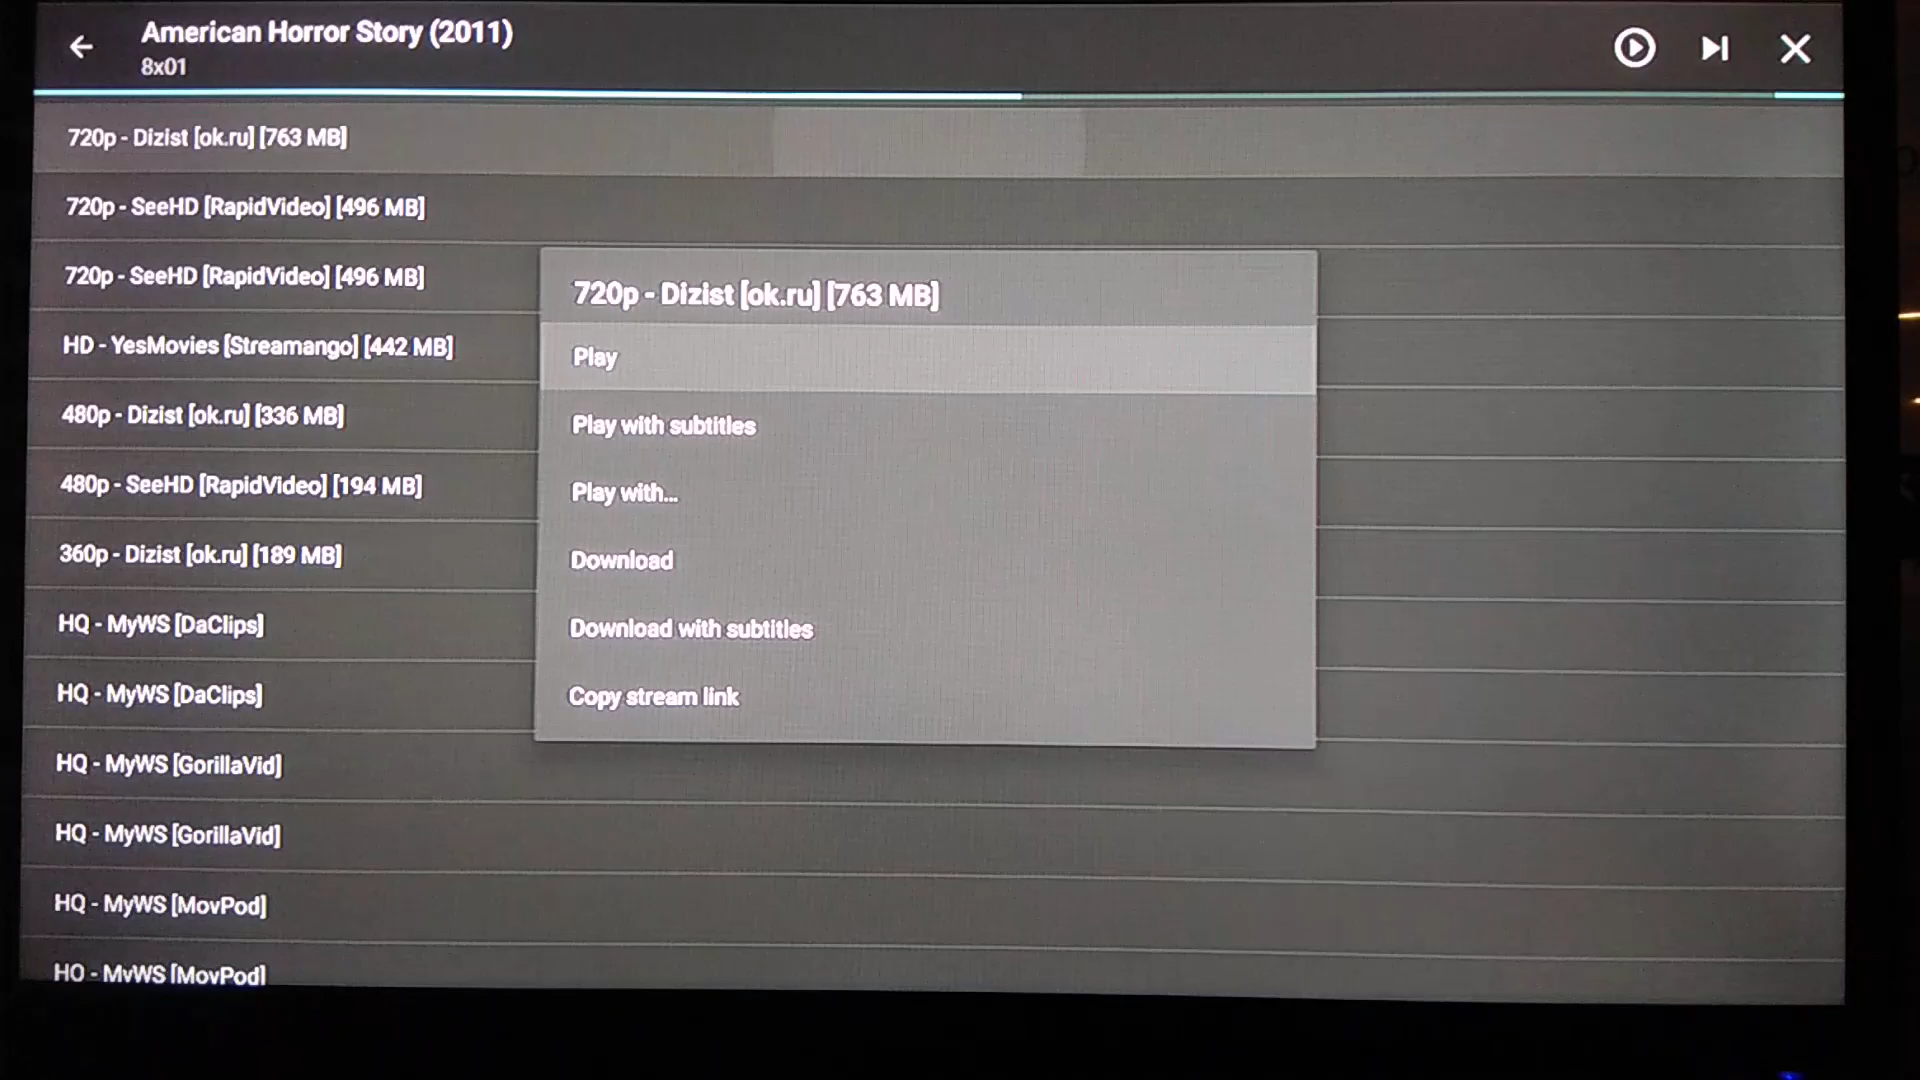 American Horror Story (2011)
8x01
720p - Dizist [ok.ru] [763 MB]
720p - SeeHD [RapidVideo] [496 MB]
720p - SeeHD [RapidVideo] [496 MB]
HD - YesMovies [Streamango] [442 MB]
480p - Dizist [ok.ru] [336 MB]
480p - SeeHD [RapidVideo] [194 MB]
360p - Dizist [ok.ru] [189 MB]
HQ - MyWS [DaClips]
HQ - MyWS [DaClips]
HQ - MyWS [GorillaVid]
HQ - MyWS [GorillaVid]
HQ - MyWS [MovPod]
HQ - MyWS [MovPod]
720p - Dizist [ok.ru] [763 MB]
Play
Play with subtitles
Play with...
Download
Download with subtitles
Copy stream link